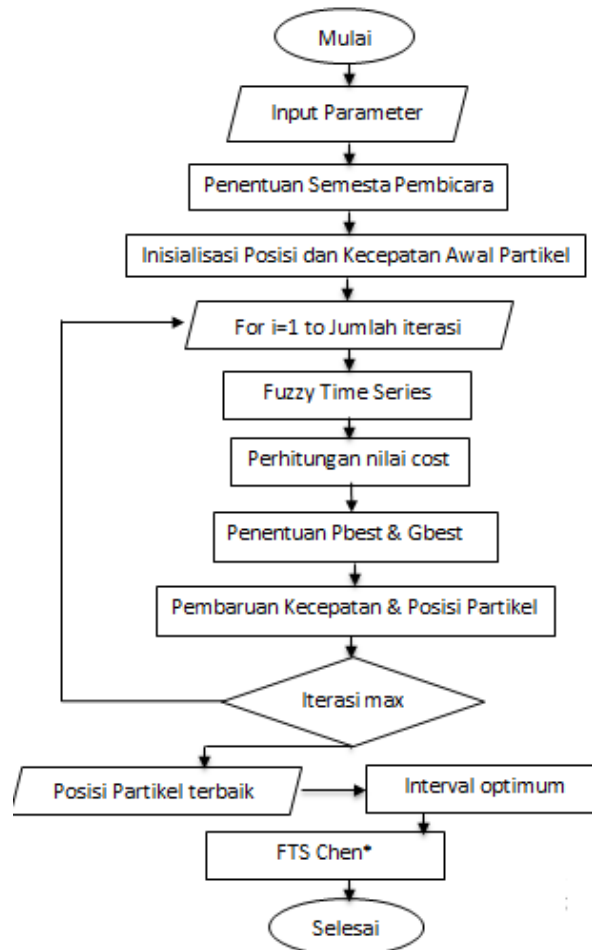 Mulai
Input Parameter
Penentuan Semesta Pembicara
Inisialisasi Posisi dan Kecepatan Awal Partikel
For i=1 to Jumlah iterasi
Fuzzy Time Series
Perhitungan nilai cost
Penentuan Pbest & Gbest
Pembaruan Kecepatan & Posisi Partikel
Iterasi max
Posisi Partikel terbaik
Interval optimum
FTS Chen*
Selesai